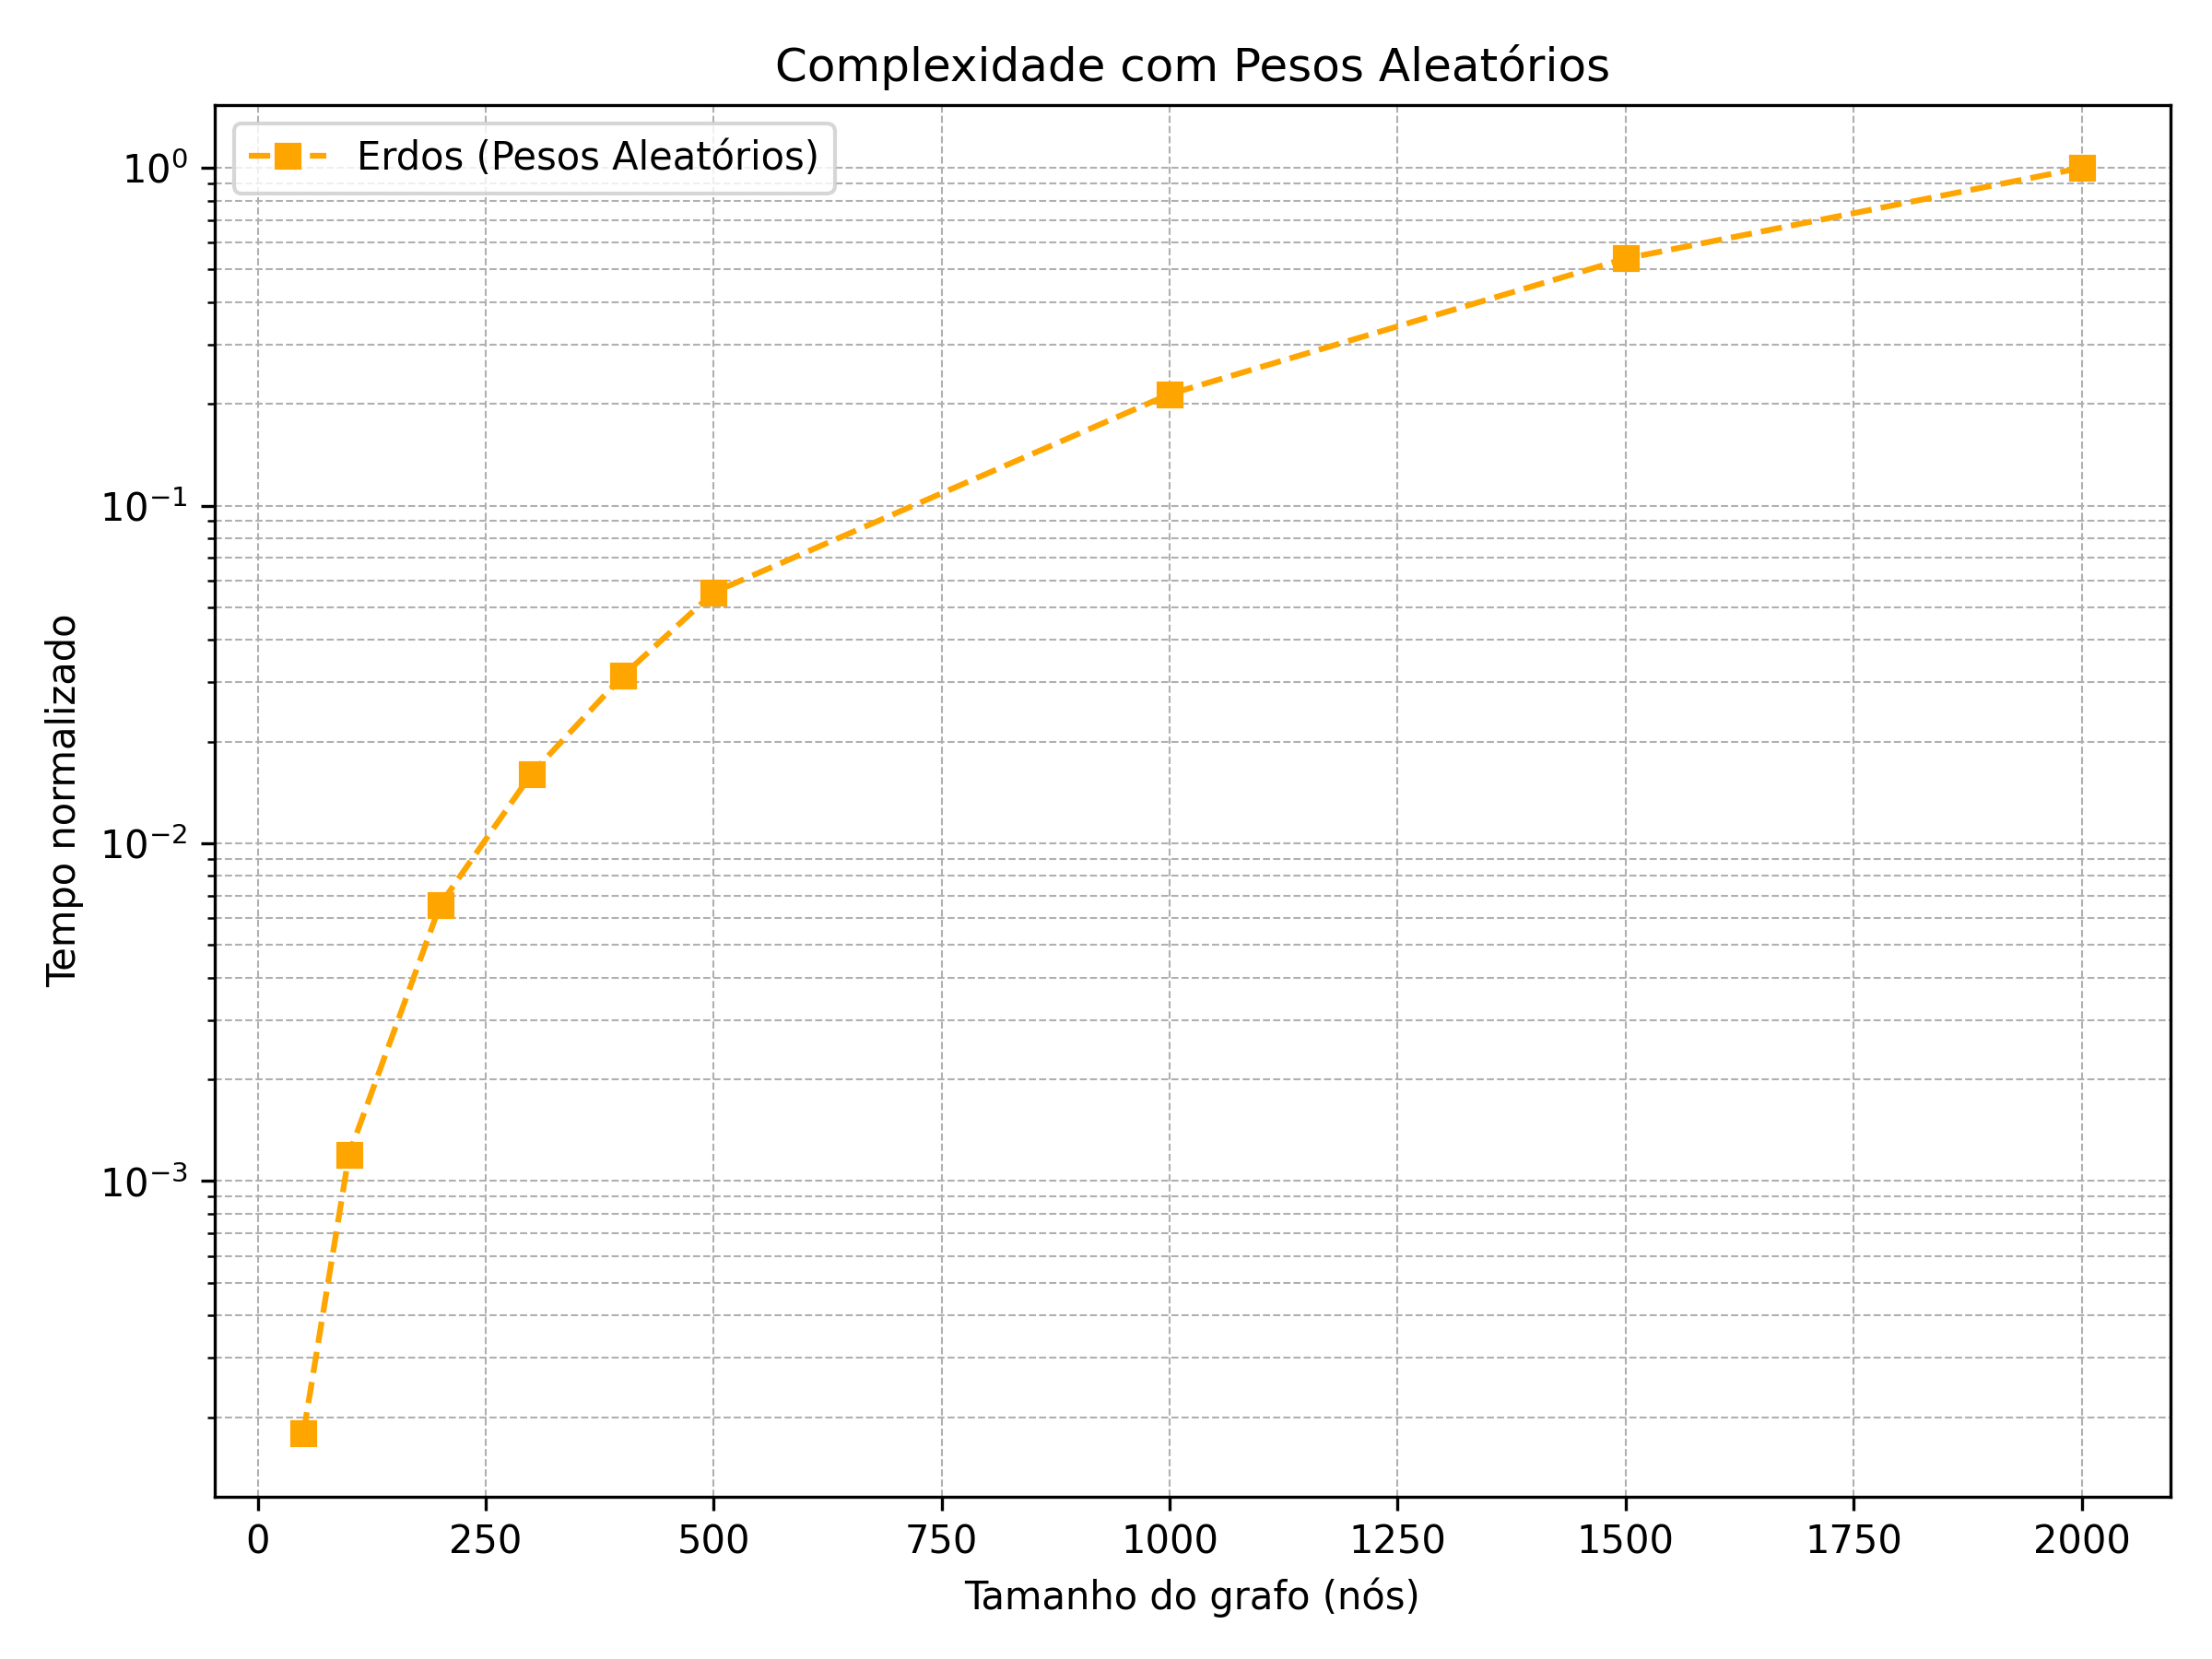 Complexidade com Pesos Aleatórios
Erdos (Pesos Aleatórios)
10⁰
10⁻¹
10⁻²
10⁻³
Tempo normalizado
0 250 500 750 1000 1250 1500 1750 2000
Tamanho do grafo (nós)